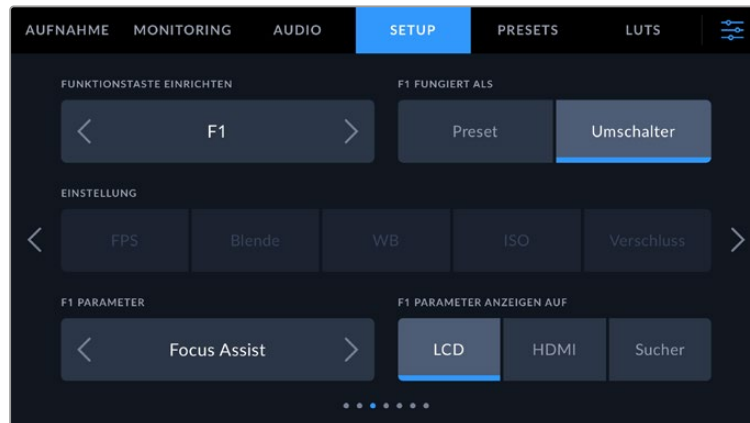 AUFNAHME MONITORING AUDIO SETUP PRESETS LUTS
FUNKTIONSTASTE EINRICHTEN
F1
F1 FUNGIERT ALS
Preset Umschalter
EINSTELLUNG
FPS Blende WB ISO Verschluss
F1 PARAMETER
Focus Assist
F1 PARAMETER ANZEIGEN AUF
LCD HDMI Sucher